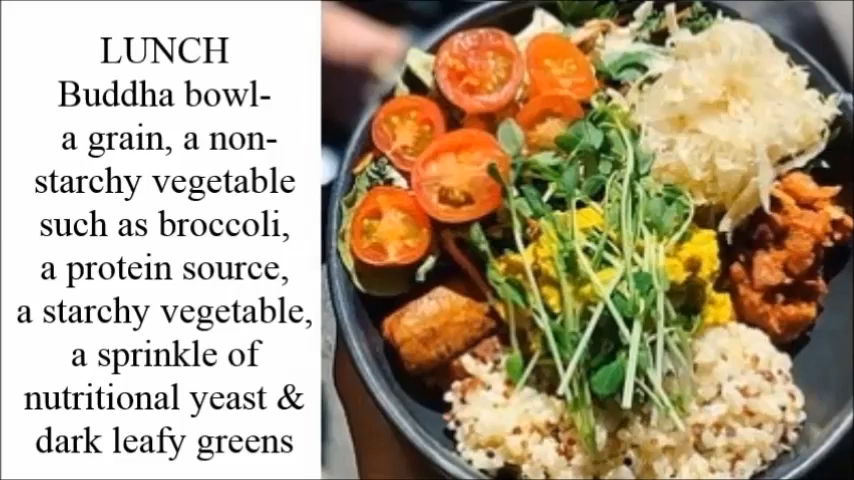 LUNCH
Buddha bowl-
a grain, a non-
starchy vegetable
such as broccoli,
a protein source,
a starchy vegetable,
a sprinkle of
nutritional yeast &
dark leafy greens